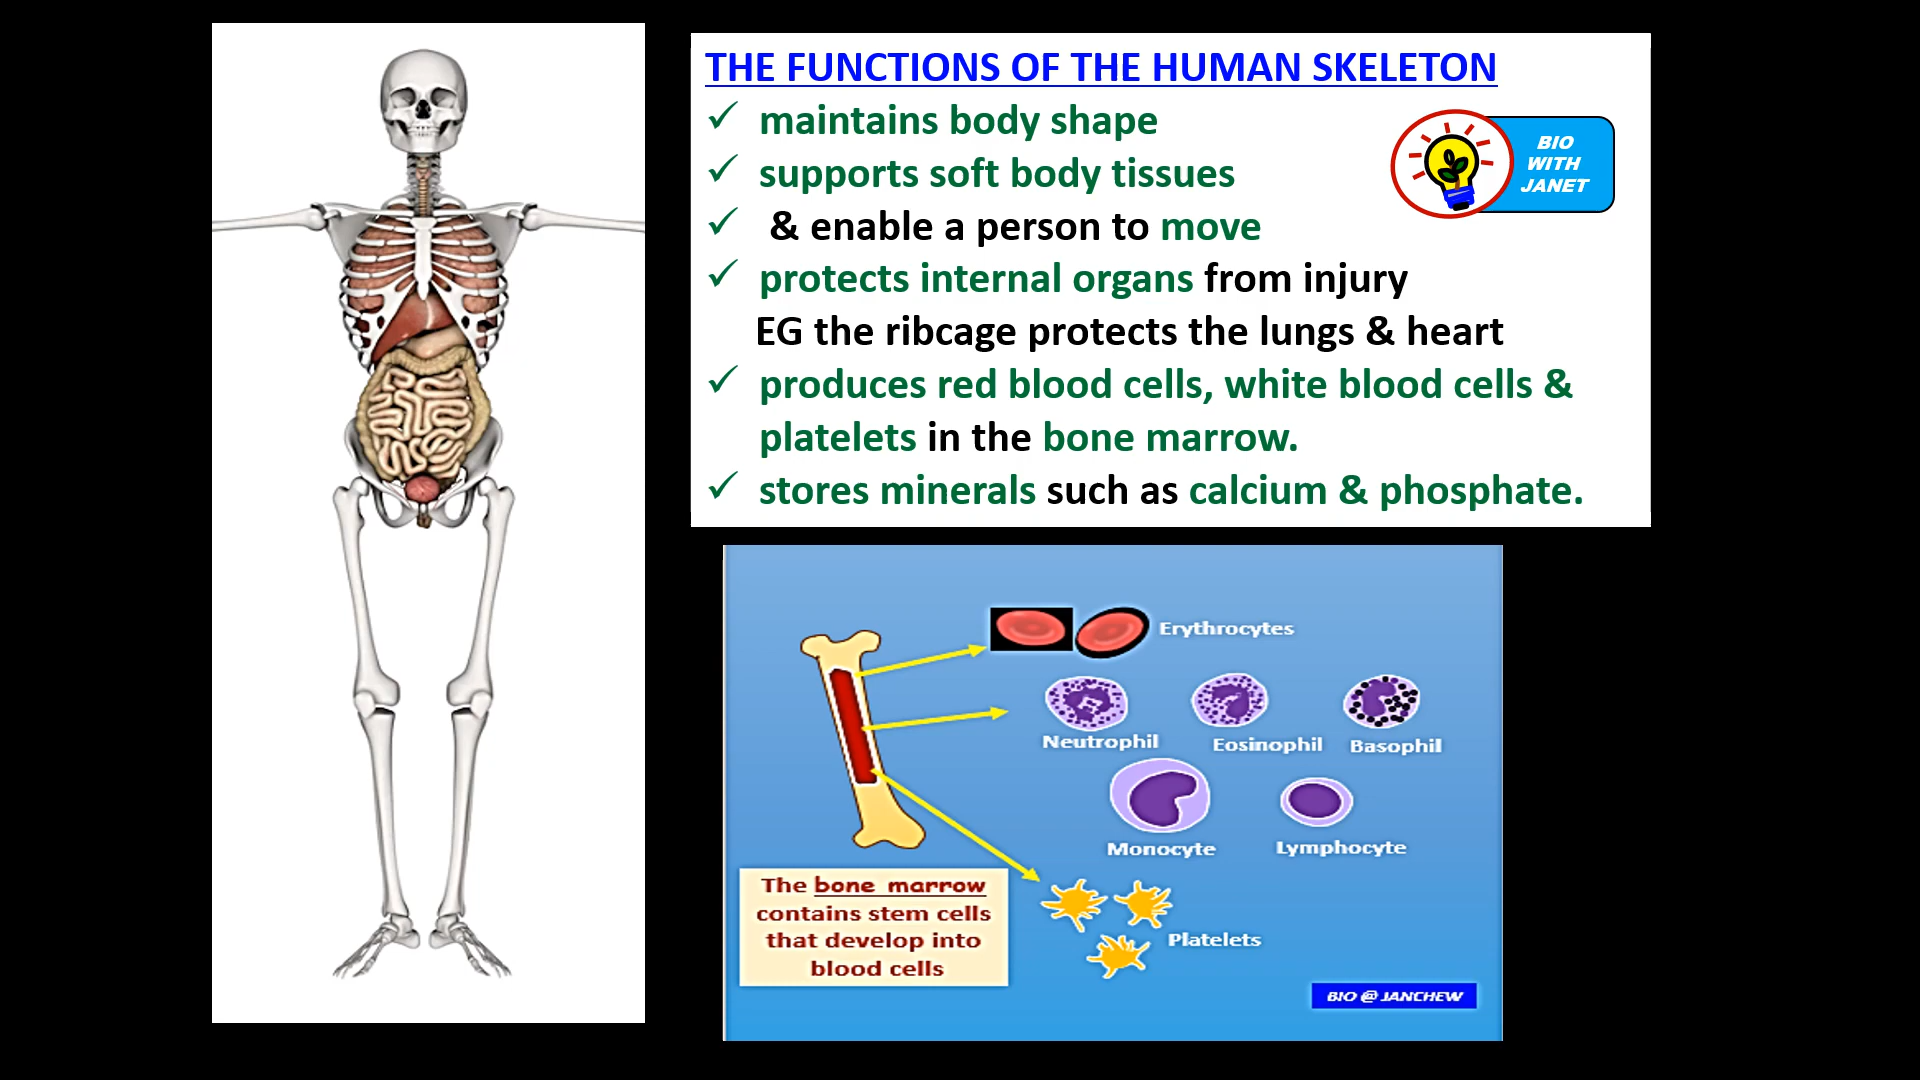 THE FUNCTIONS OF THE HUMAN SKELETON
✓ maintains body shape
✓ supports soft body tissues
✓ & enable a person to move
✓ protects internal organs from injury
EG the ribcage protects the lungs & heart
✓ produces red blood cells, white blood cells &
platelets in the bone marrow.
✓ stores minerals such as calcium & phosphate.
BIO
WITH
JANET
Erythrocytes
Neutrophil Eosinophil Basophil
Monocyte Lymphocyte
Platelets
The bone marrow
contains stem cells
that develop into
blood cells
BIO @ JANCHEW